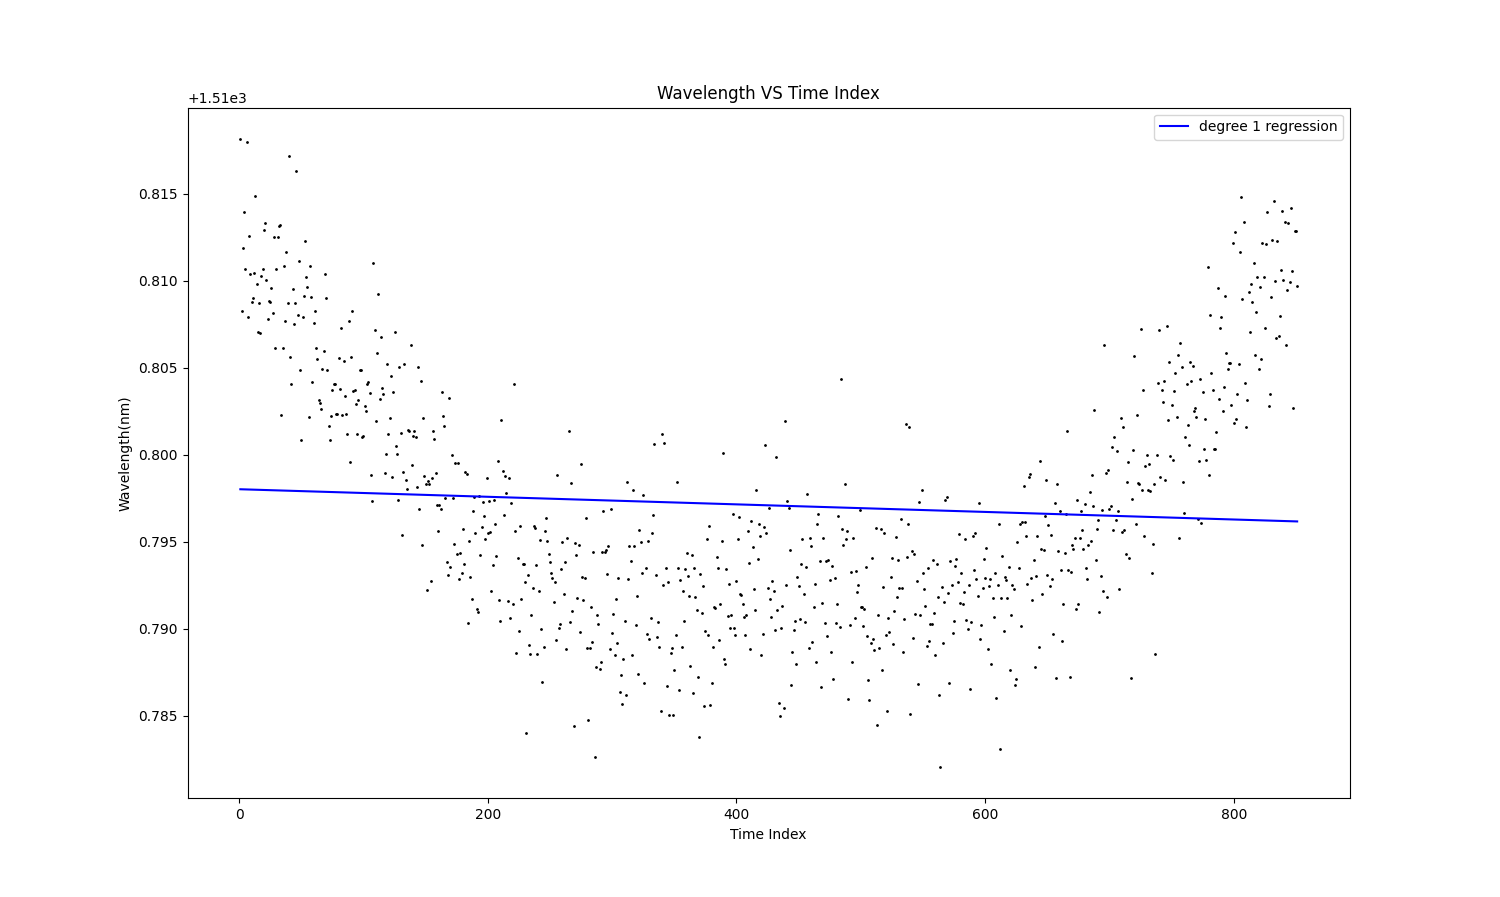 Wavelength VS Time Index
+1.51e3
degree 1 regression
0.815
0.810
0.805
0.800
0.795
0.790
0.785
Wavelength(nm)
0 200 400 600 800
Time Index